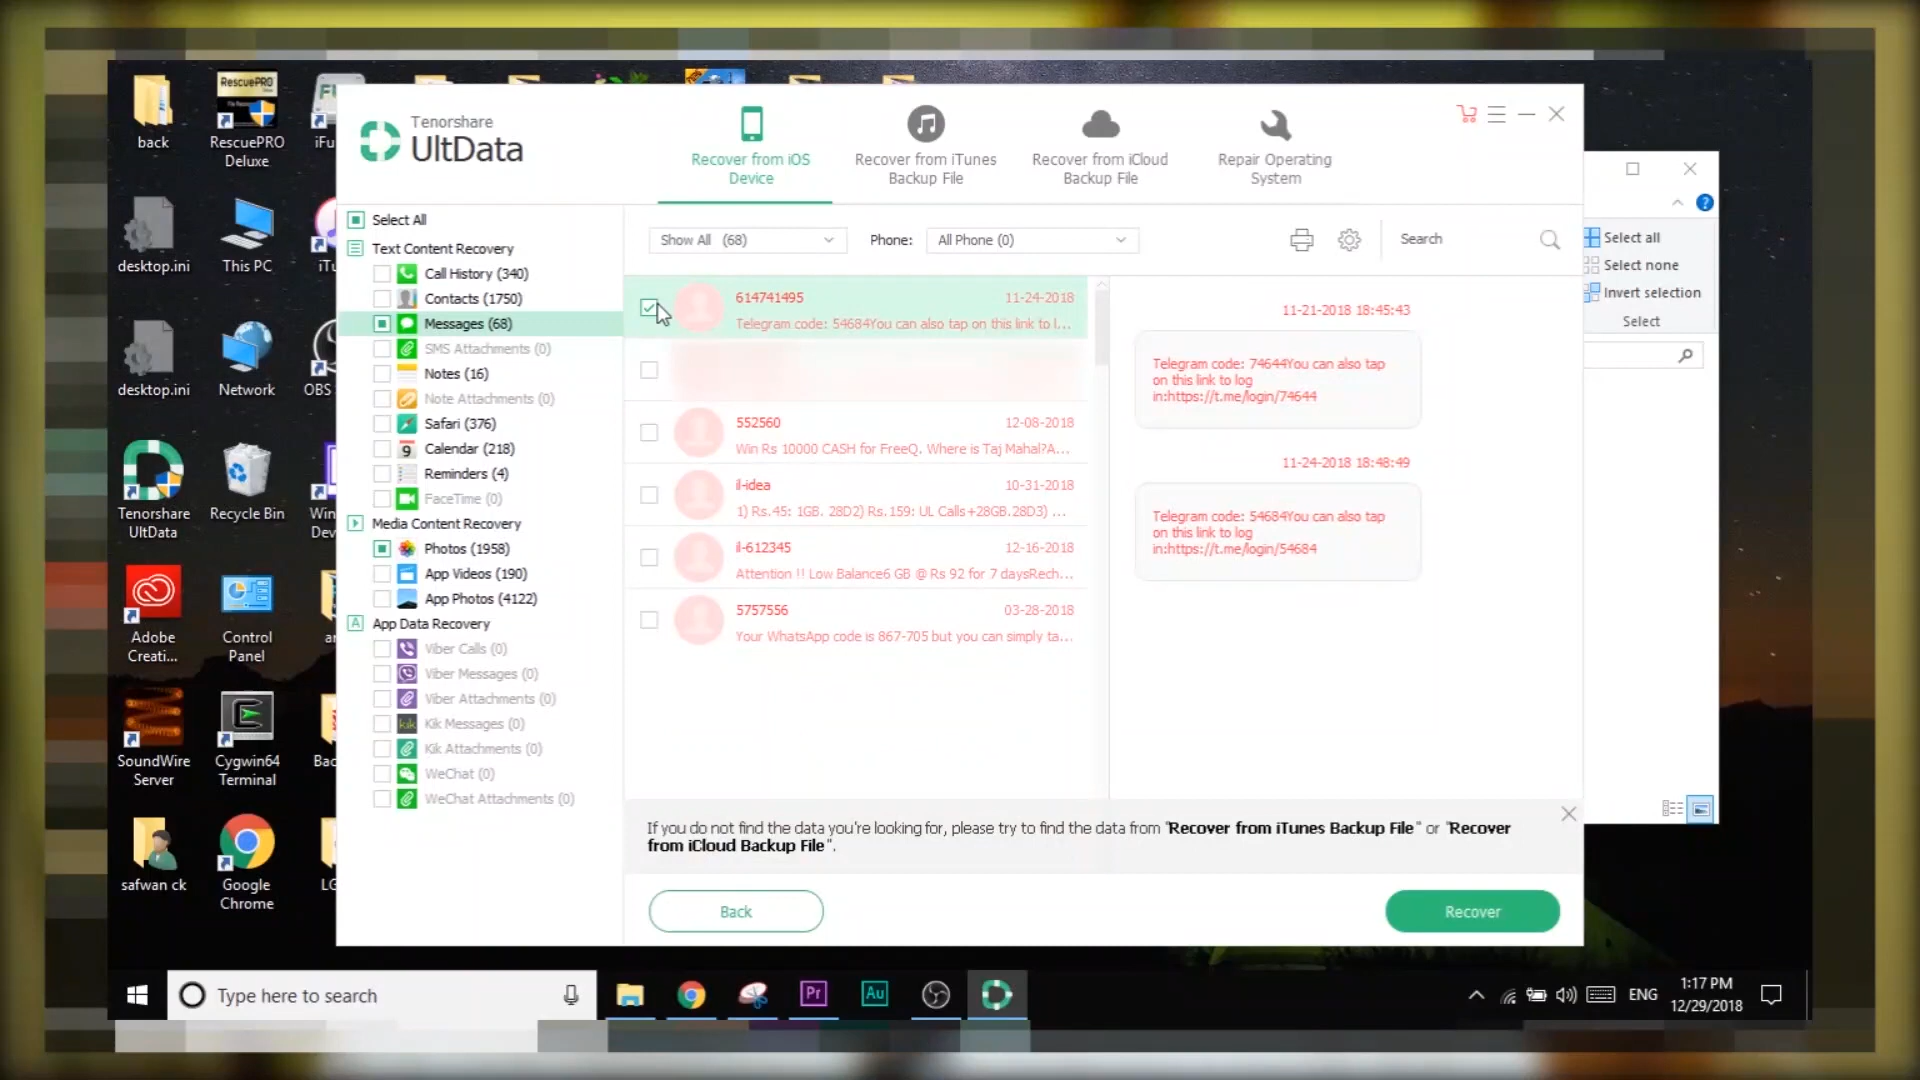 back
RescuePRO
RescuePRO
Deluxe
iFu
desktop.ini
This PC
iTu
desktop.ini
Network
OBS
Tenorshare
UltData
Recycle Bin
Win
Dev
Adobe
Creati...
Control
Panel
ar
SoundWire
Server
Cygwin64
Terminal
Bac
safwan ck
Google
Chrome
LG
Tenorshare
UltData
Recover from iOS
Device
Recover from iTunes
Backup File
Recover from iCloud
Backup File
Repair Operating
System
Select All
Text Content Recovery
Call History (340)
Contacts (1750)
Messages (68)
SMS Attachments (0)
Notes (16)
Note Attachments (0)
Safari (376)
9
Calendar (218)
Reminders (4)
FaceTime (0)
Media Content Recovery
Photos (1958)
App Videos (190)
App Photos (4122)
A App Data Recovery
Viber Calls (0)
Viber Messages (0)
Viber Attachments (0)
kik Kik Messages (0)
Kik Attachments (0)
WeChat (0)
WeChat Attachments (0)
Show All (68)
Phone: All Phone (0)
Search
614741495 11-24-2018
Telegram code: 54684You can also tap on this link to l...
552560 12-08-2018
Win Rs 10000 CASH for FreeQ. Where is Taj Mahal?A...
il-idea 10-31-2018
1) Rs.45: 1GB. 28D2) Rs.159: UL Calls+28GB.28D3) ...
il-612345 12-16-2018
Attention !! Low Balance6 GB @ Rs 92 for 7 daysRech...
5757556 03-28-2018
Your WhatsApp code is 867-705 but you can simply ta...
11-21-2018 18:45:43
Telegram code: 74644You can also tap
on this link to log
in:https://t.me/login/74644
11-24-2018 18:48:49
Telegram code: 54684You can also tap
on this link to log
in:https://t.me/login/54684
If you do not find the data you're looking for, please try to find the data from "Recover from iTunes Backup File" or "Recover
from iCloud Backup File".
Back
Recover
?
Select all
Select none
Invert selection
Select
Type here to search
Pr
Au
ENG
1:17 PM
12/29/2018